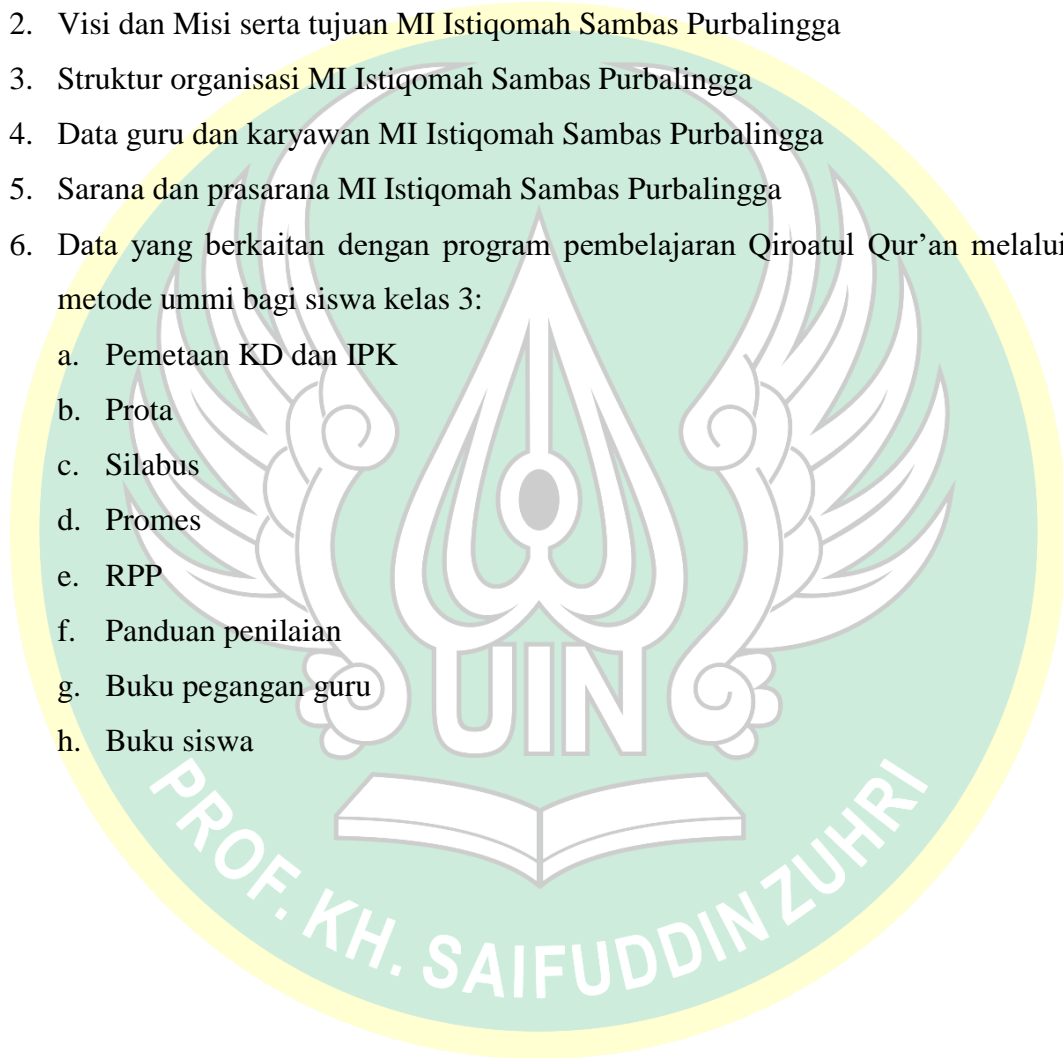 2. Visi dan Misi serta tujuan MI Istiqomah Sambas Purbalingga
3. Struktur organisasi MI Istiqomah Sambas Purbalingga
4. Data guru dan karyawan MI Istiqomah Sambas Purbalingga
5. Sarana dan prasarana MI Istiqomah Sambas Purbalingga
6. Data yang berkaitan dengan program pembelajaran Qiroatul Qur’an melalui
metode ummi bagi siswa kelas 3:
a. Pemetaan KD dan IPK
b. Prota
c. Silabus
d. Promes
e. RPP
f. Panduan penilaian
g. Buku pegangan guru
h. Buku siswa
UIN
PROF. KH. SAIFUDDIN ZUHRI